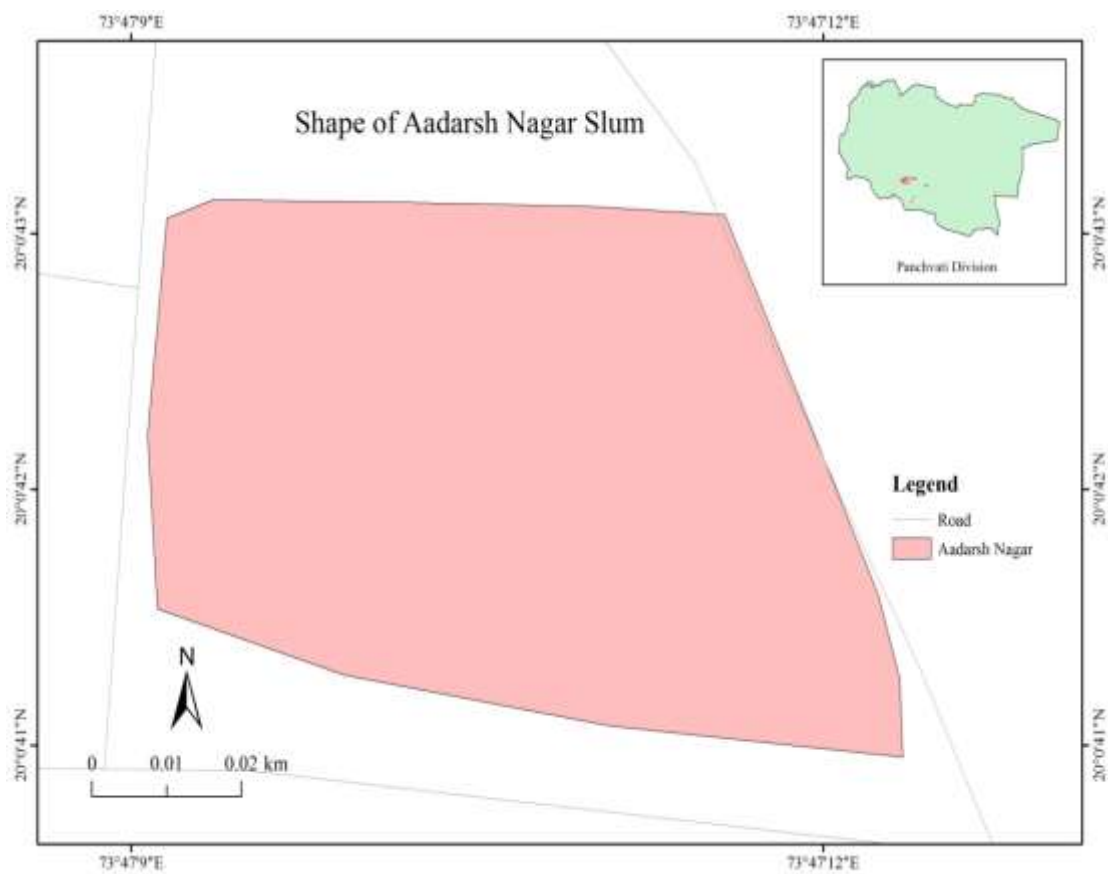 73°47'9"E
73°47'12"E
Shape of Aadarsh Nagar Slum
Panchvati Division
20°0'43"N
20°0'43"N
20°0'42"N
20°0'42"N
Legend
Road
Aadarsh Nagar
N
20°0'41"N
20°0'41"N
0 0.01 0.02 km
73°47'9"E
73°47'12"E